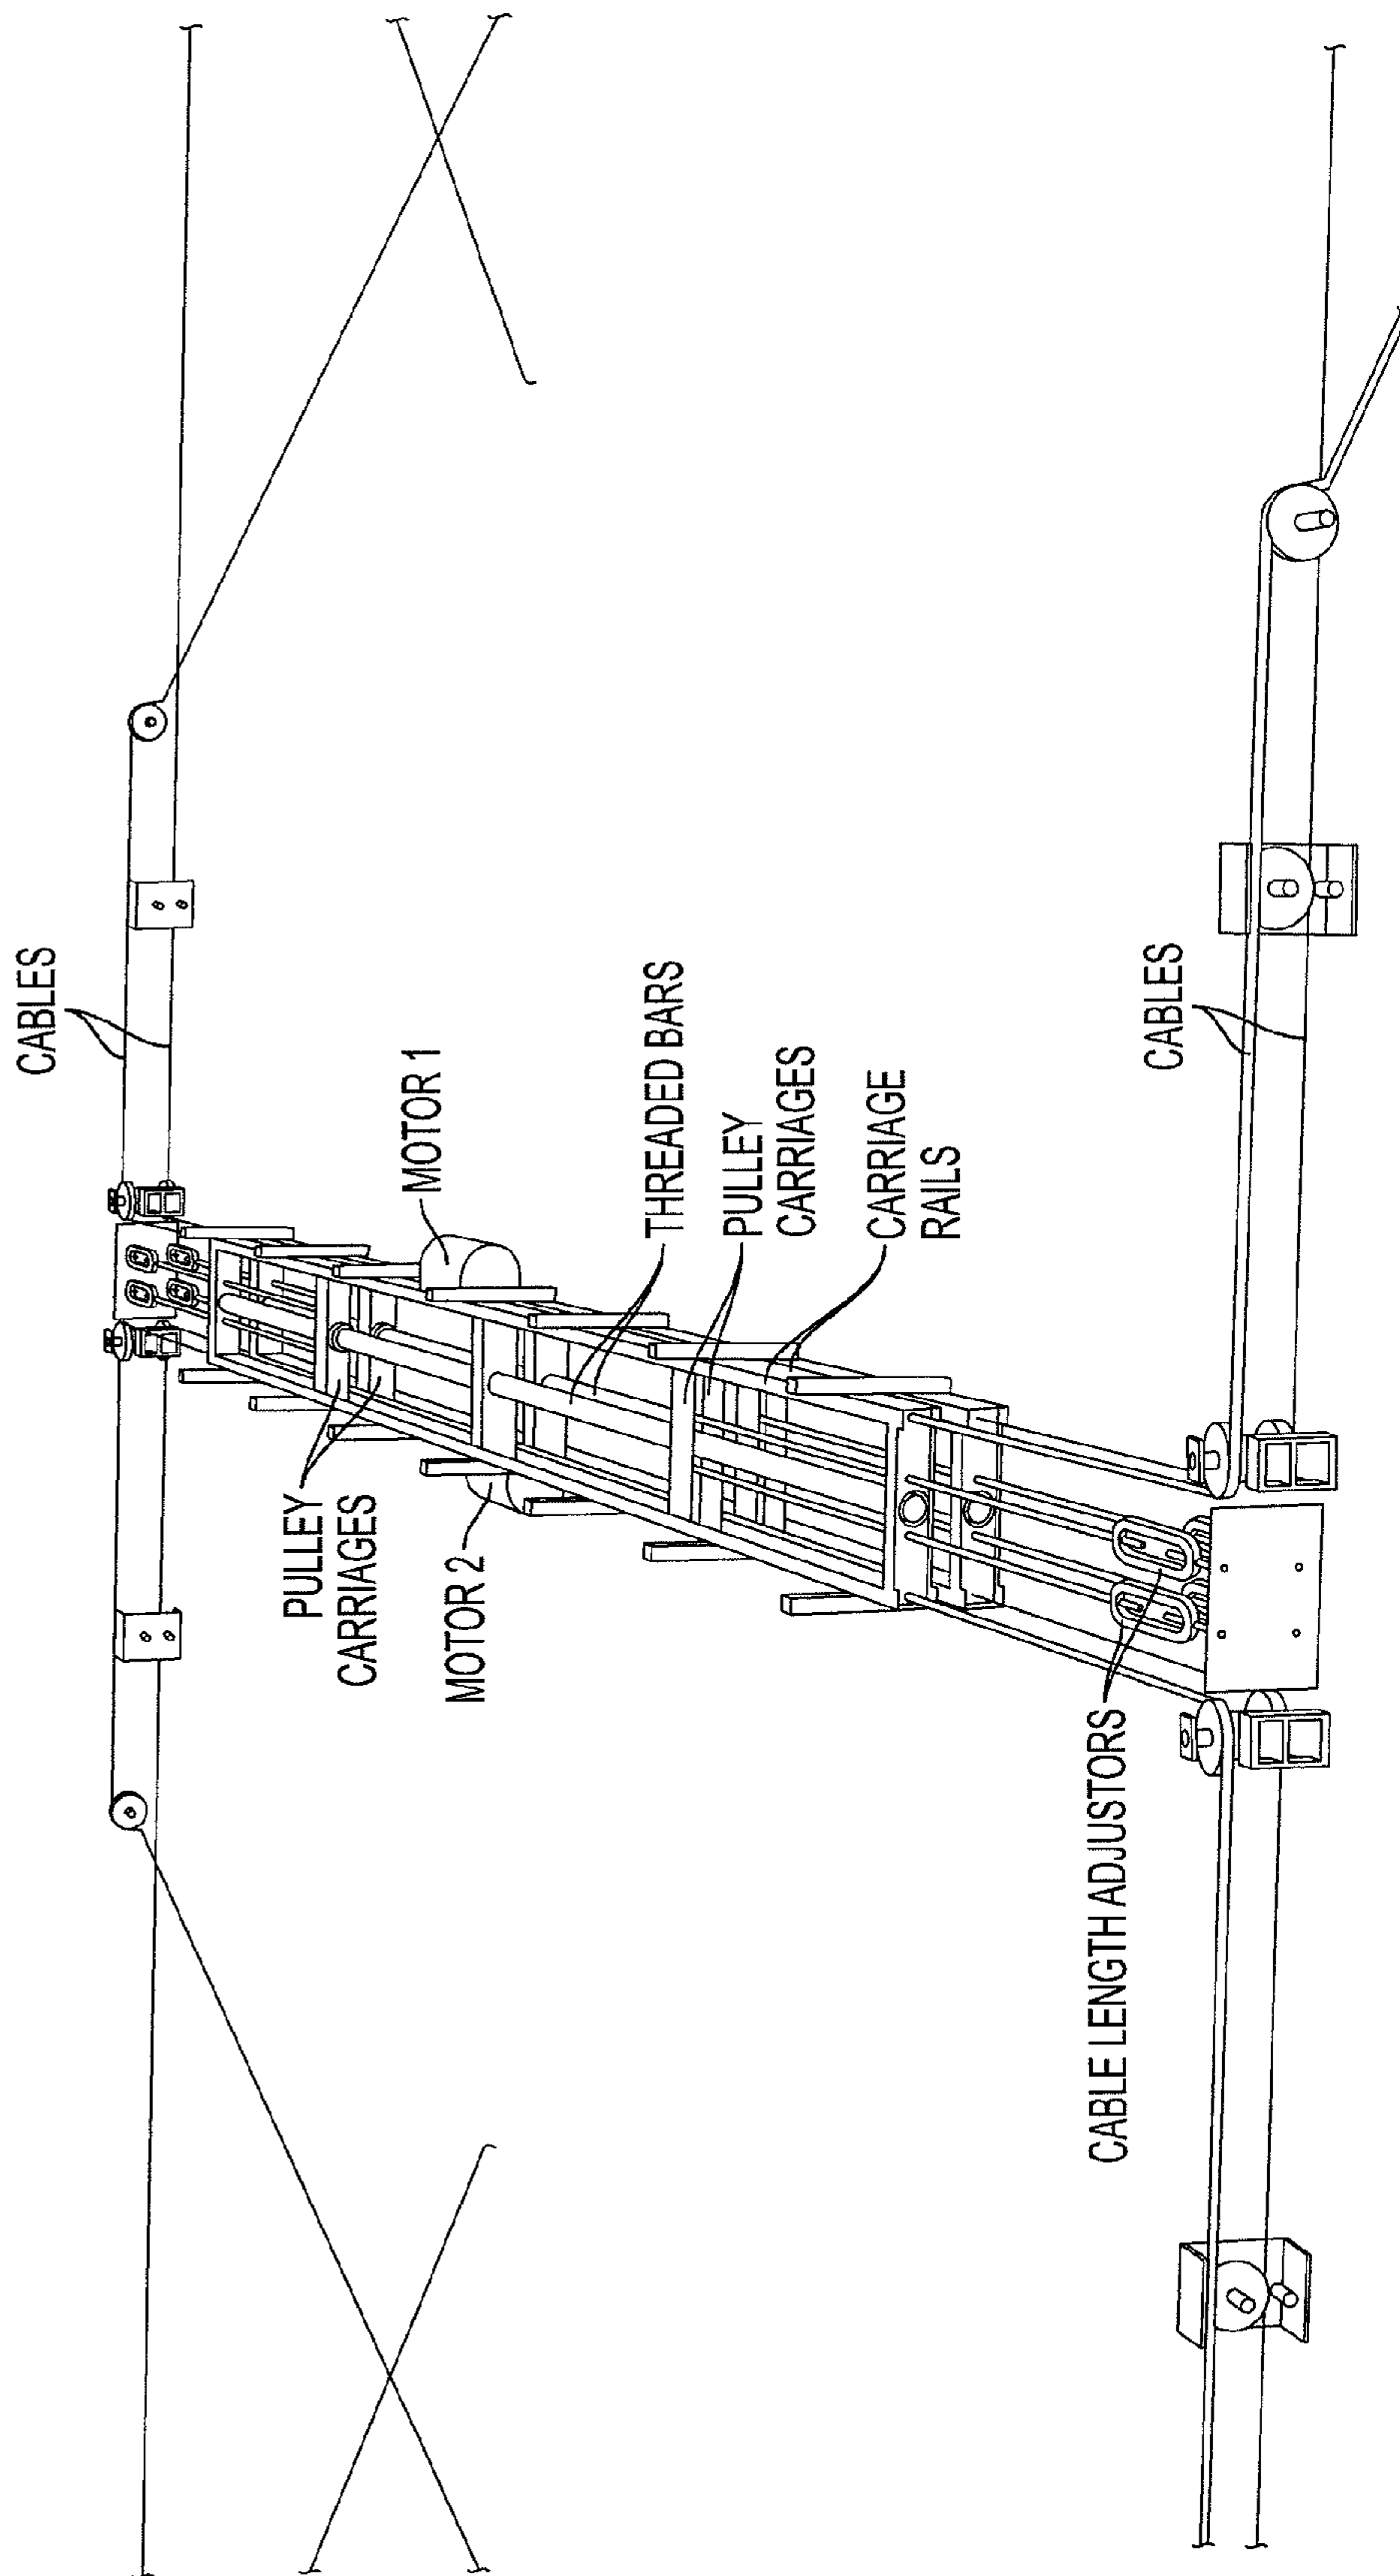 CABLES
MOTOR 1
THREADED BARS
PULLEY
CARRIAGES
CARRIAGE
RAILS
CABLES
PULLEY
CARRIAGES
MOTOR 2
CABLE LENGTH ADJUSTORS